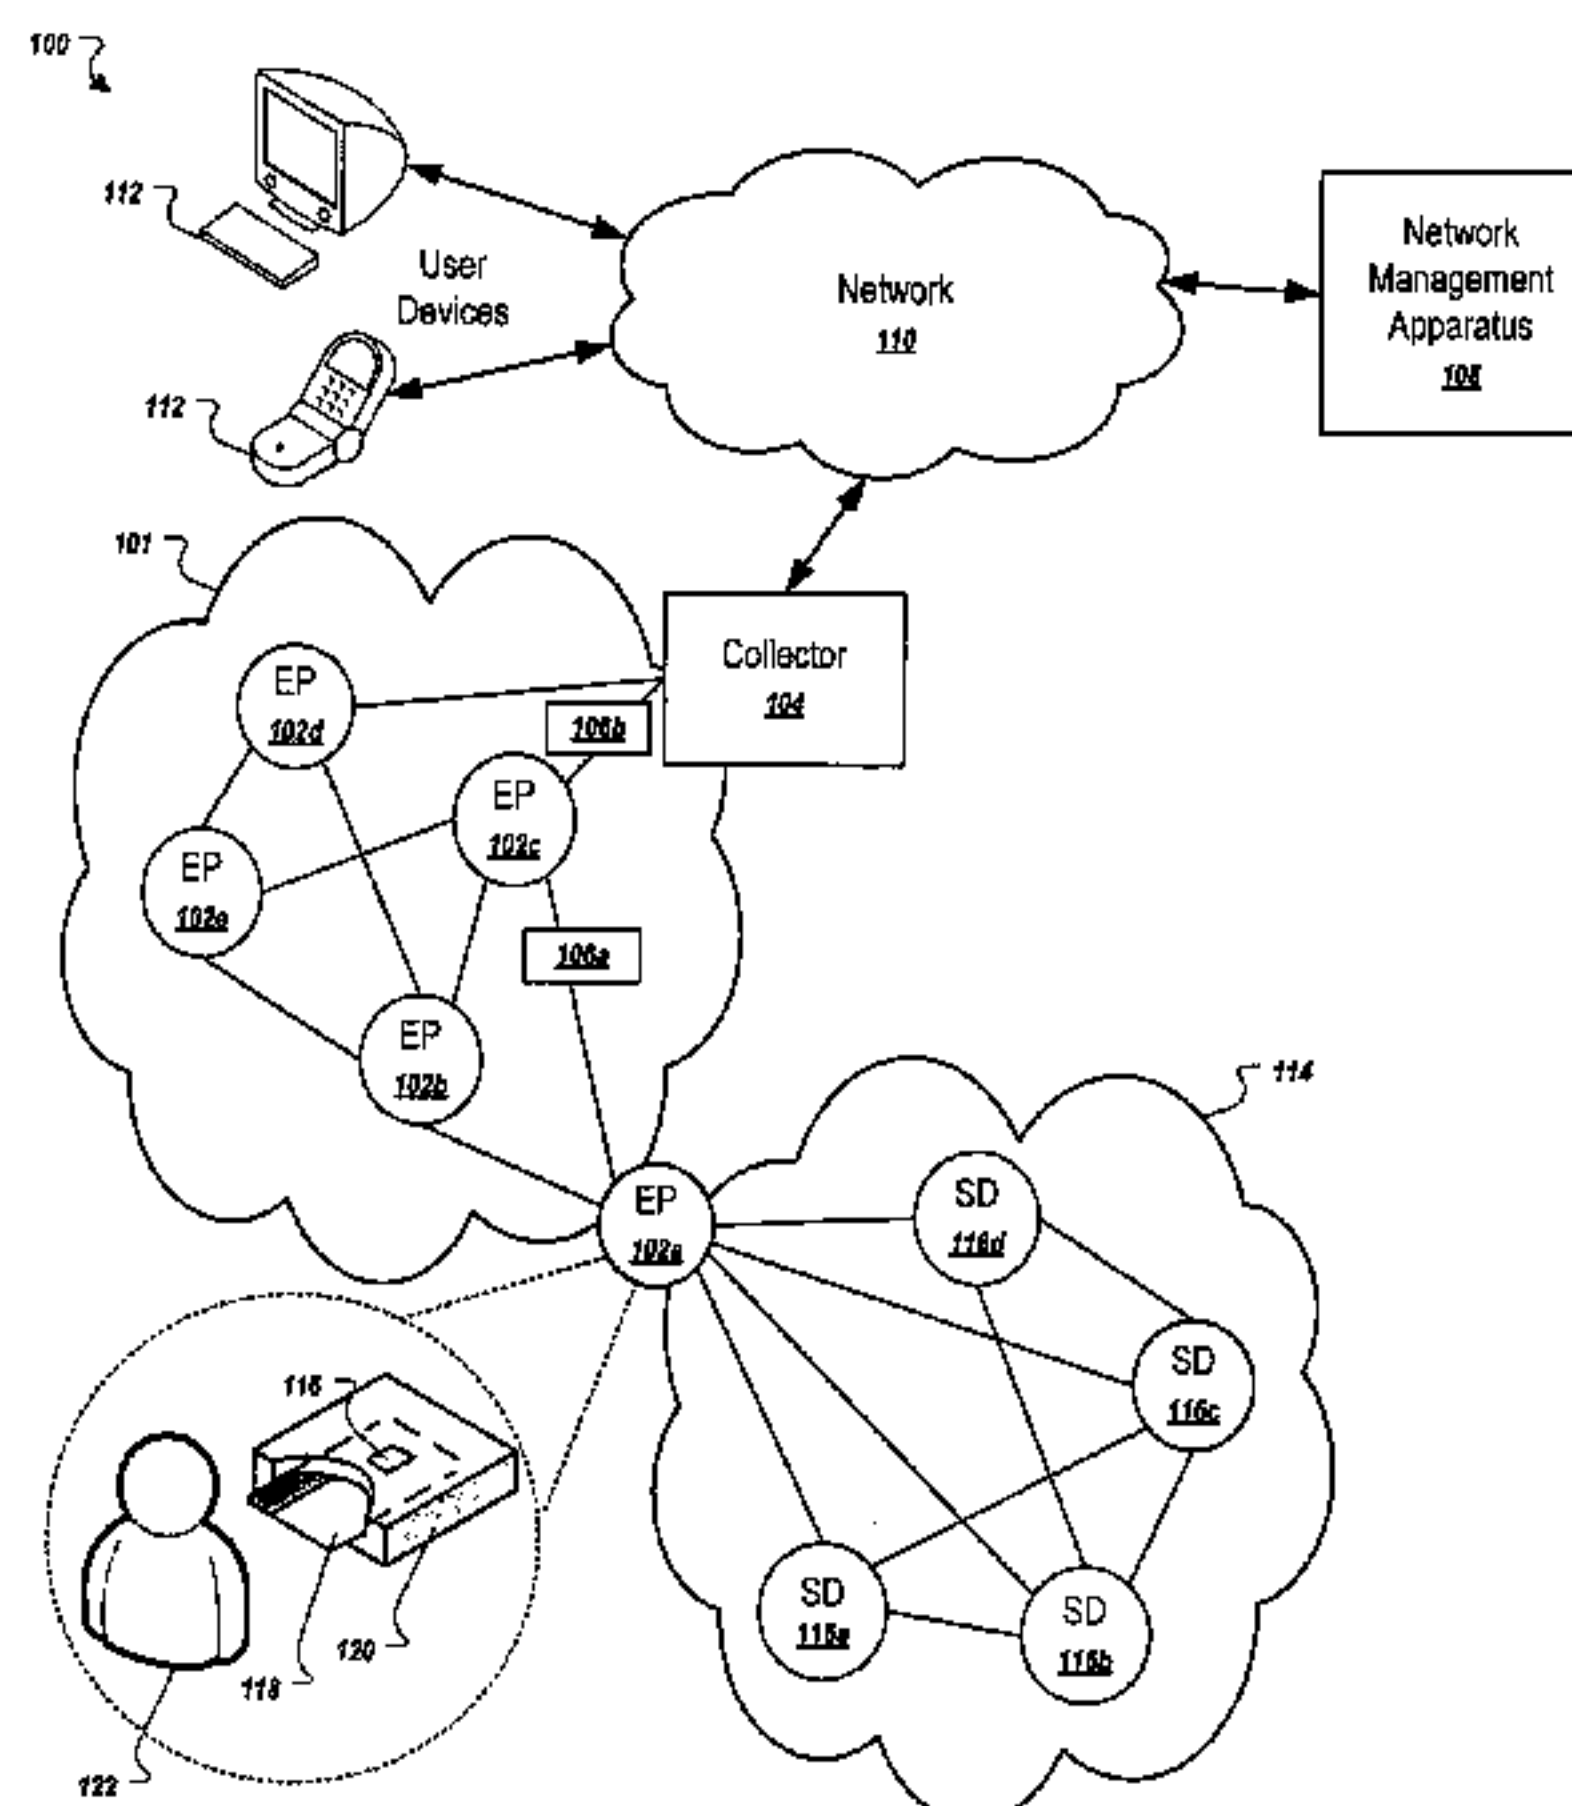 100
112
User
Devices
112
Network
110
Network
Management
Apparatus
108
101
Collector
104
EP
102d
106b
EP
102c
EP
102e
106a
EP
102b
114
EP
102a
SD
116d
SD
116c
116
SD
116a
SD
116b
120
118
122